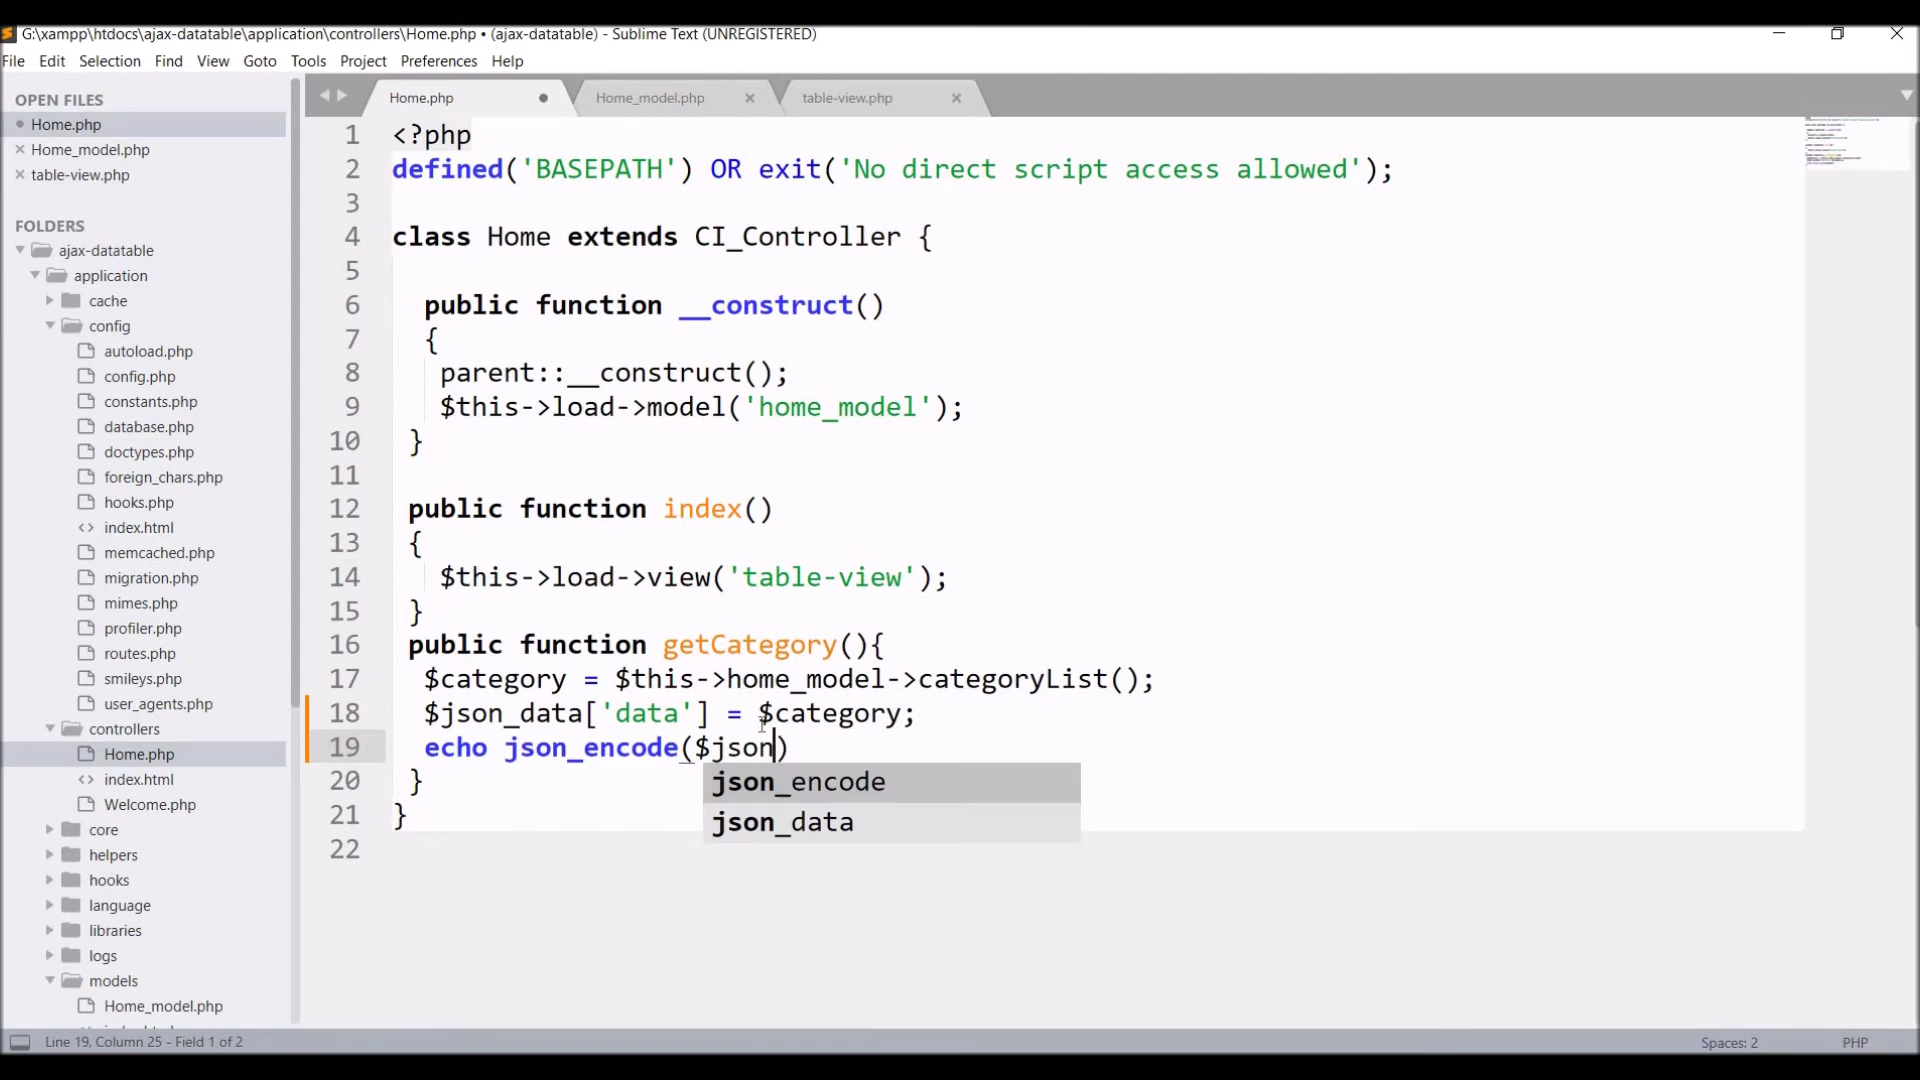 G:\xampp\htdocs\ajax-datatable\application\controllers\Home.php • (ajax-datatable) - Sublime Text (UNREGISTERED)
File Edit Selection Find View Goto Tools Project Preferences Help
OPEN FILES
Home.php
Home_model.php
table-view.php
FOLDERS
ajax-datatable
application
cache
config
autoload.php
config.php
constants.php
database.php
doctypes.php
foreign_chars.php
hooks.php
index.html
memcached.php
migration.php
mimes.php
profiler.php
routes.php
smileys.php
user_agents.php
controllers
Home.php
index.html
Welcome.php
core
helpers
hooks
language
libraries
logs
models
Home_model.php
Home.php Home_model.php table-view.php
1 <?php
2 defined('BASEPATH') OR exit('No direct script access allowed');
3
4 class Home extends CI_Controller {
5
6 public function __construct()
7 {
8 parent::__construct();
9 $this->load->model('home_model');
10 }
11
12 public function index()
13 {
14 $this->load->view('table-view');
15 }
16 public function getCategory(){
17 $category = $this->home_model->categoryList();
18 $json_data['data'] = $category;
19 echo json_encode($json)
20 }
21 }
22
json_encode
json_data
Line 19, Column 25 - Field 1 of 2
Spaces: 2 PHP